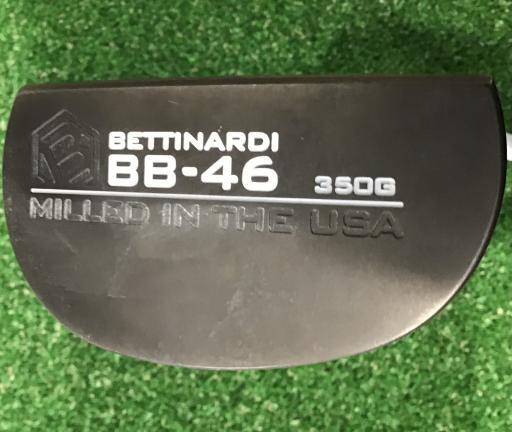 BETTINARDI
BB-46 350G
MILLED IN THE USA